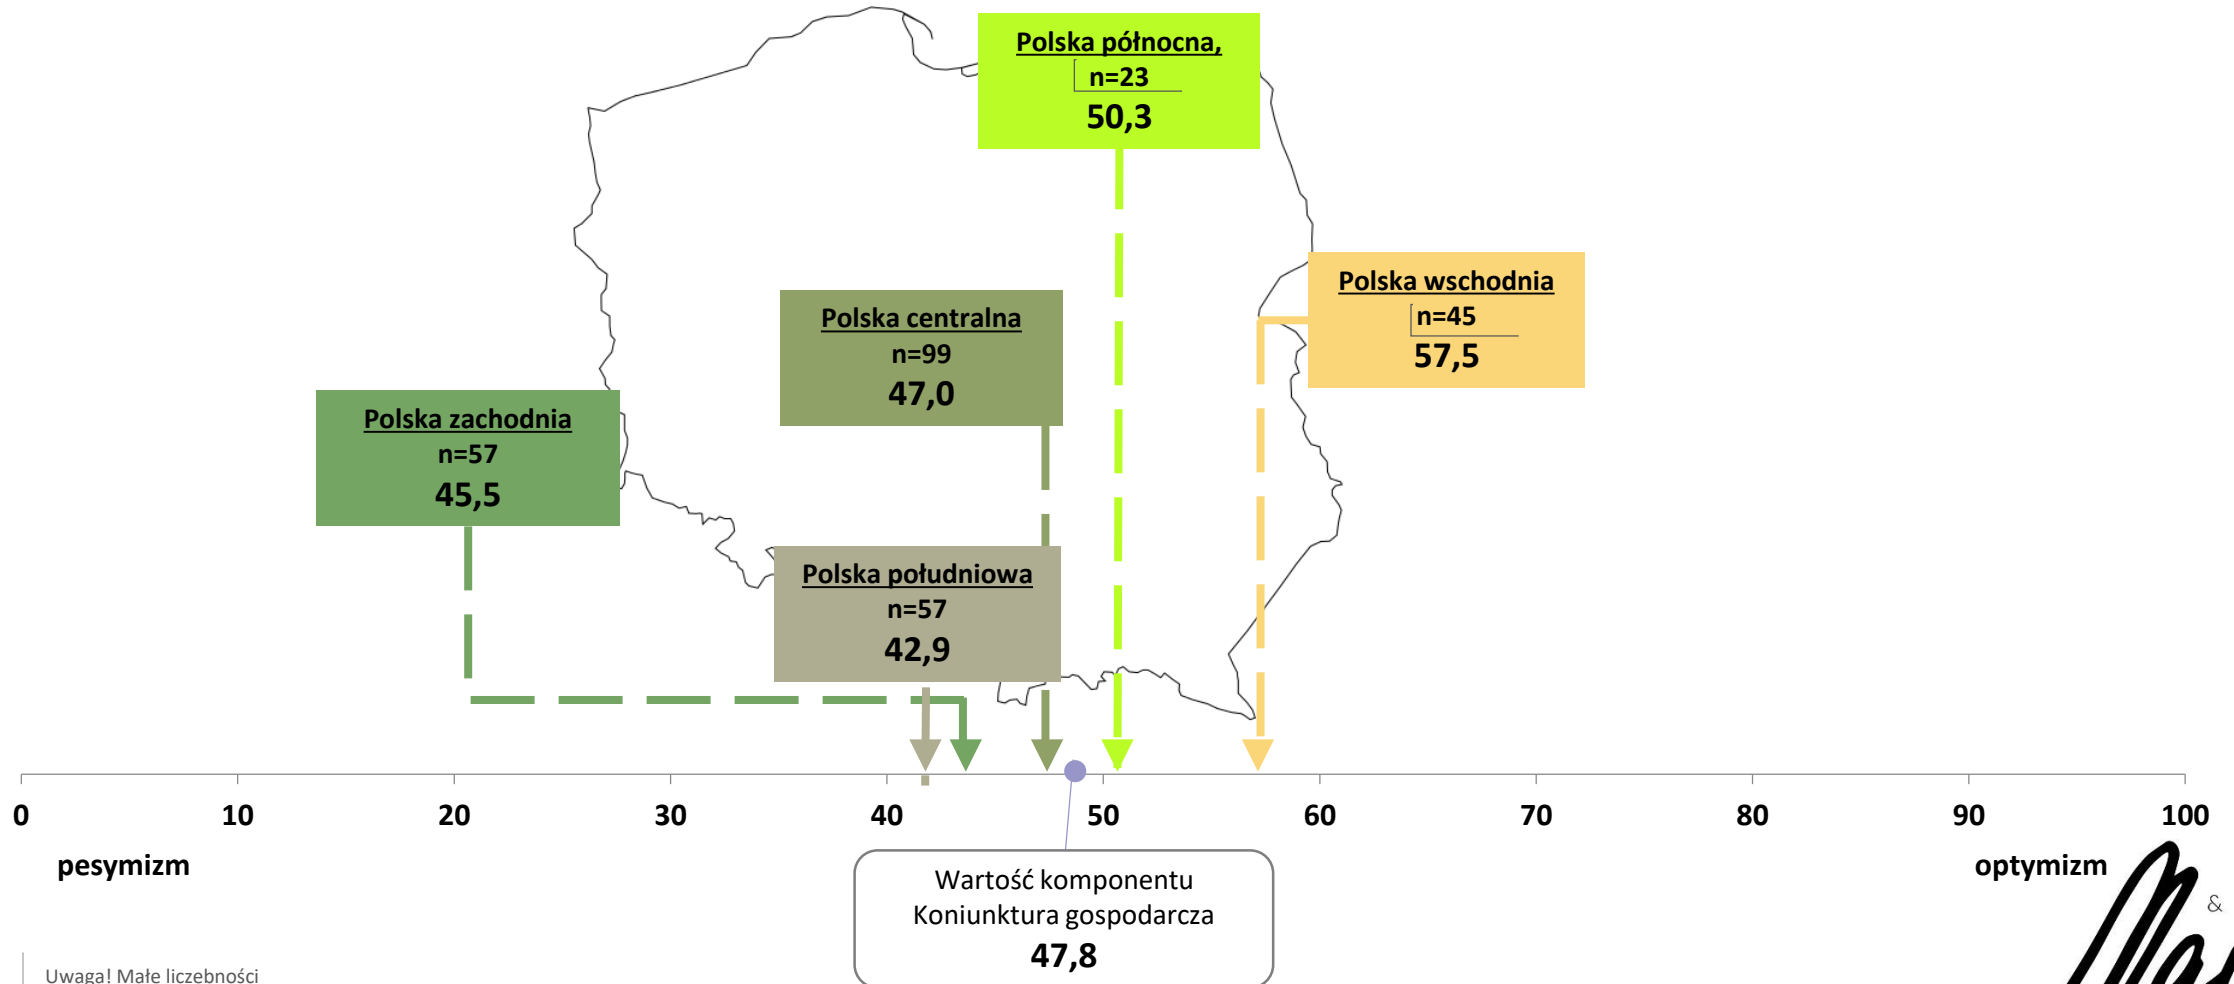 Polska północna,
n=23
50,3
Polska wschodnia
n=45
57,5
Polska centralna
n=99
47,0
Polska zachodnia
n=57
45,5
Polska południowa
n=57
42,9
0 10 20 30 40 50 60 70 80 90 100
pesymizm
optymizm
Wartość komponentu
Koniunktura gospodarcza
47,8
&
Uwaga! Małe liczebności